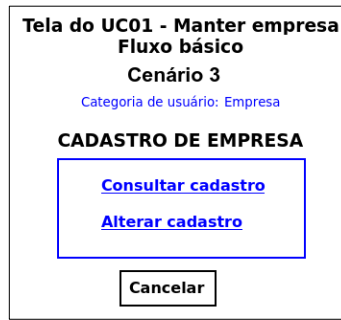 Tela do UC01 - Manter empresa
Fluxo básico
Cenário 3
Categoria de usuário: Empresa
CADASTRO DE EMPRESA
Consultar cadastro
Alterar cadastro
Cancelar